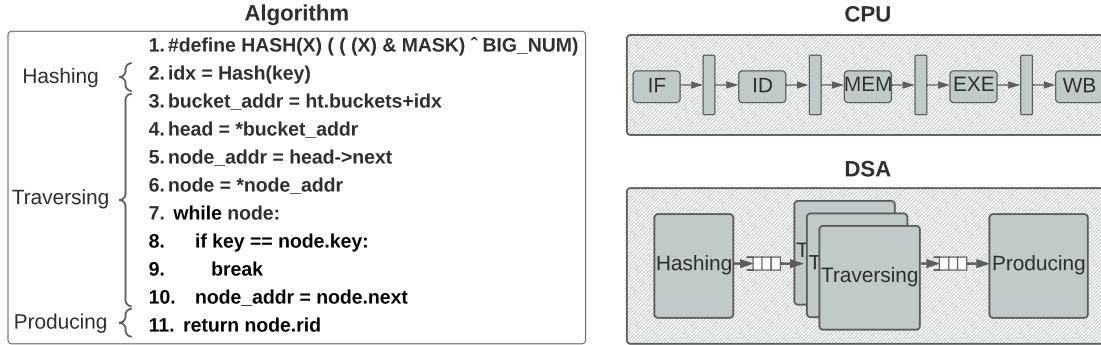 Algorithm
1. #define HASH(X) ( ( (X) & MASK) ˆ BIG_NUM)
Hashing
2. idx = Hash(key)
3. bucket_addr = ht.buckets+idx
4. head = *bucket_addr
5. node_addr = head->next
6. node = *node_addr
Traversing
7. while node:
8. if key == node.key:
9. break
10. node_addr = node.next
Producing
11. return node.rid
CPU
IF ID MEM EXE WB
DSA
Hashing T T Traversing Producing